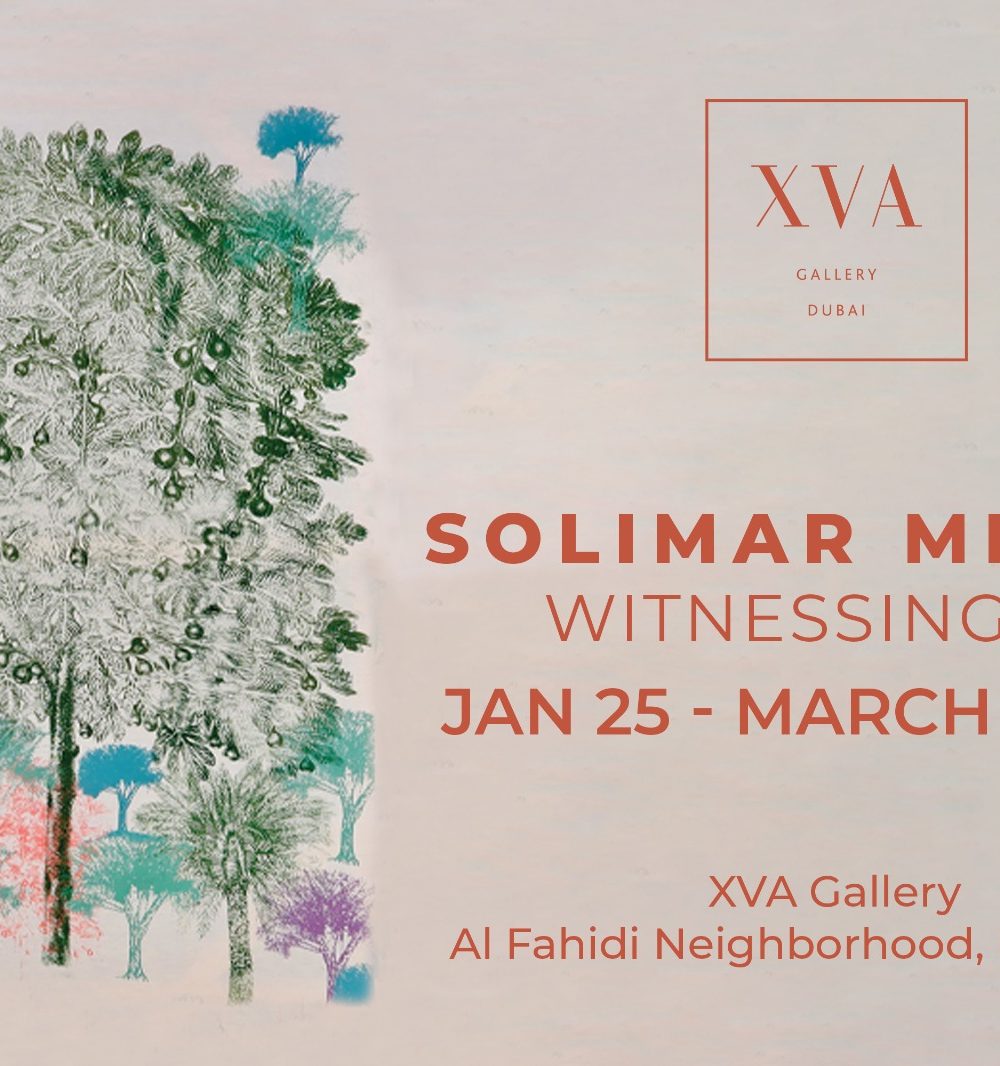 XVA
GALLERY
DUBAI
SOLIMAR
WITNESSING
JAN 25 - MARCH
XVA Gallery
Al Fahidi Neighborhood,